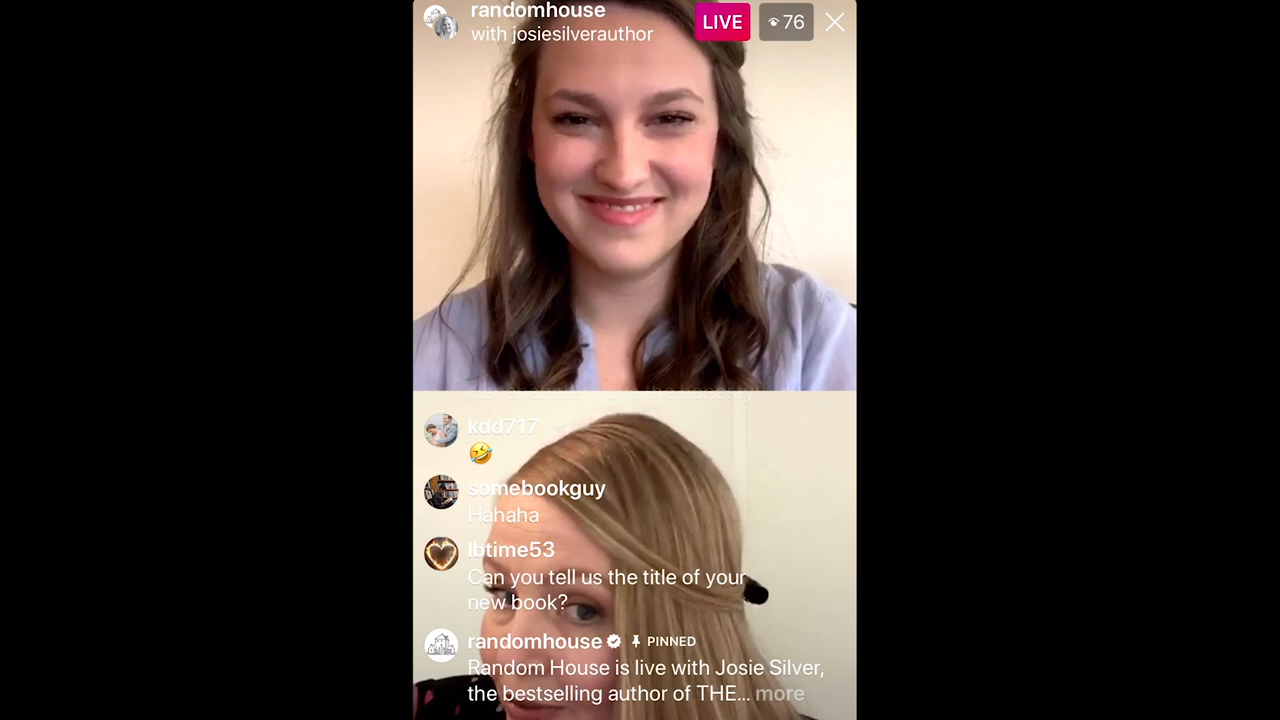 randomhouse
with josiesilverauthor
LIVE
76
kdd717
🤣
somebookguy
Hahaha
lbtime53
Can you tell us the title of your
new book?
randomhouse PINNED
Random House is live with Josie Silver,
the bestselling author of THE... more